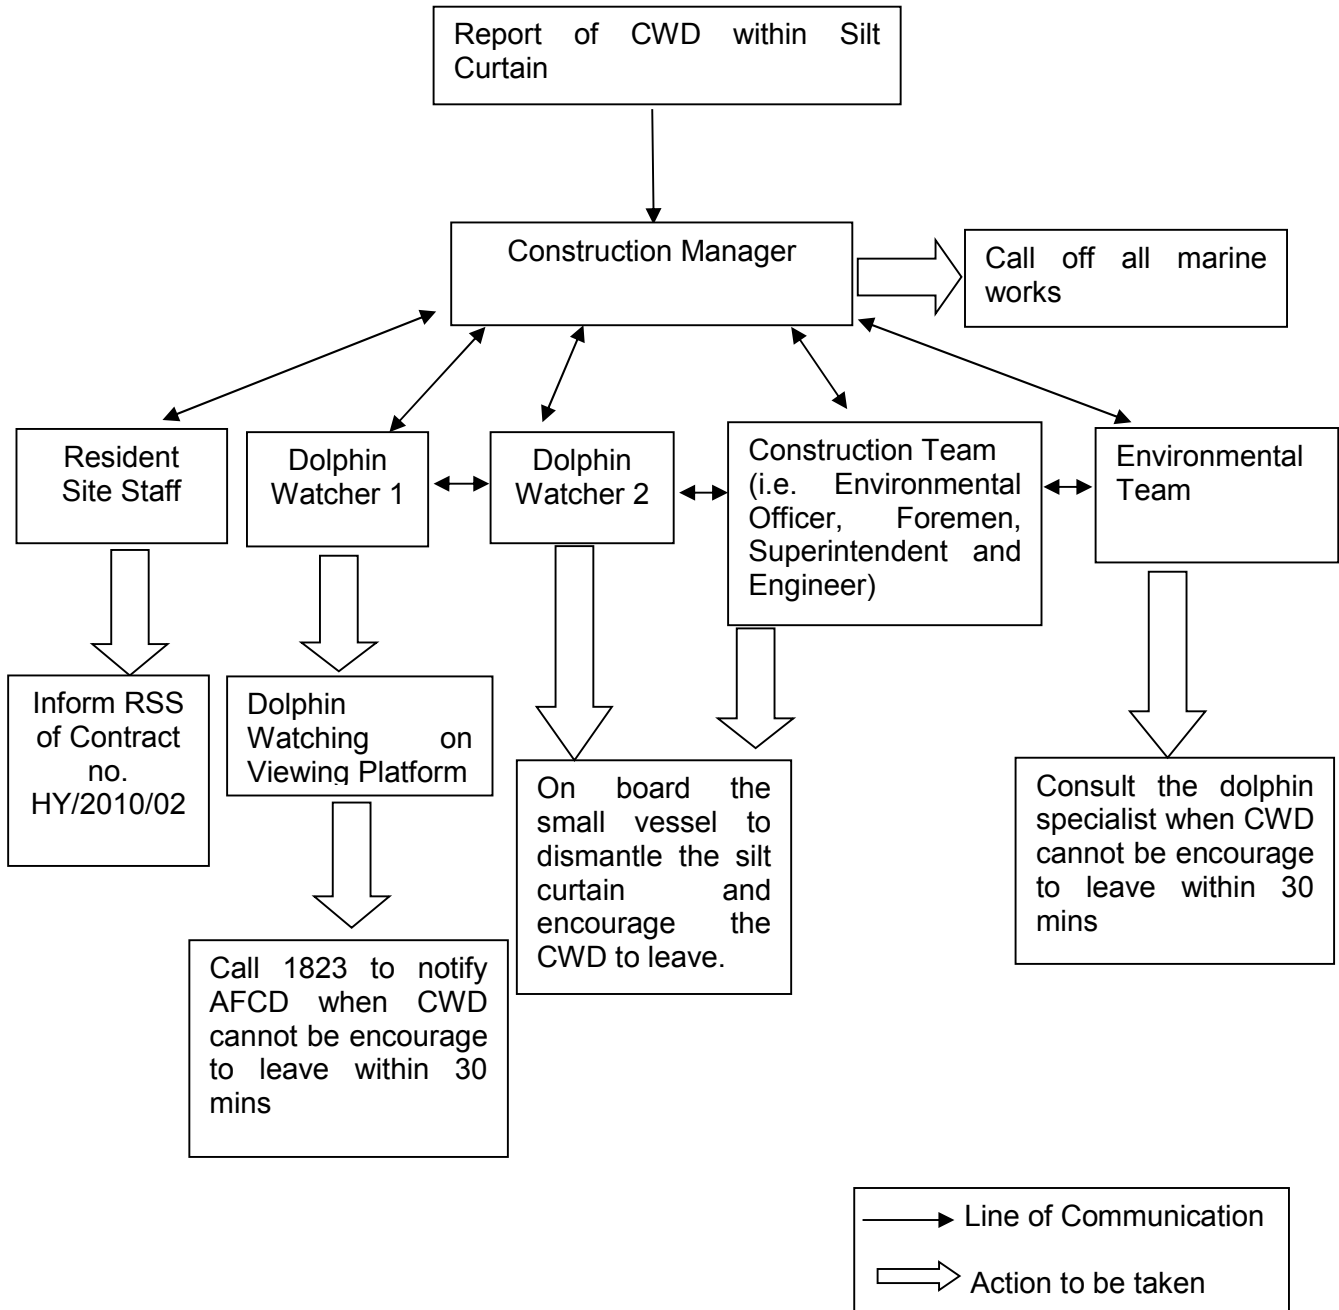 Report of CWD within Silt
Curtain
Construction Manager
Call off all marine
works
Resident
Site Staff
Dolphin
Watcher 1
Dolphin
Watcher 2
Construction Team
(i.e. Environmental
Officer, Foremen,
Superintendent and
Engineer)
Environmental
Team
Inform RSS
of Contract
no.
HY/2010/02
Dolphin
Watching on
Viewing Platform
On board the
small vessel to
dismantle the silt
curtain and
encourage the
CWD to leave.
Consult the dolphin
specialist when CWD
cannot be encourage
to leave within 30
mins
Call 1823 to notify
AFCD when CWD
cannot be encourage
to leave within 30
mins
Line of Communication
Action to be taken